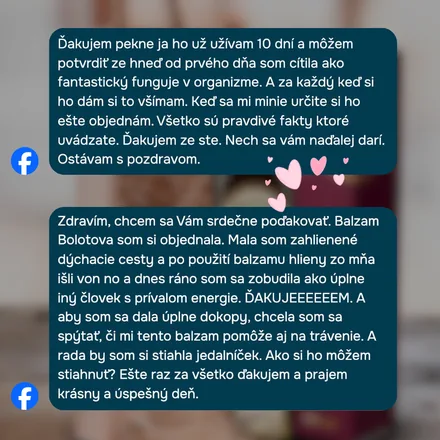 Ďakujem pekne ja ho už užívam 10 dní a môžem
potvrdiť ze hneď od prvého dňa som cítila ako
fantastický funguje v organizme. A za každý keď si
ho dám si to všímam. Keď sa mi minie určite si ho
ešte objednám. Všetko sú pravdivé fakty ktoré
uvádzate. Ďakujem ze ste. Nech sa vám naďalej darí.
Ostávam s pozdravom.
Zdravím, chcem sa Vám srdečne poďakovať. Balzam
Bolotova som si objednala. Mala som zahlienené
dýchacie cesty a po použití balzamu hlieny zo mňa
išli von no a dnes ráno som sa zobudila ako úplne
iný človek s prívalom energie. ĎAKUJEEEEEEM. A
aby som sa dala úplne dokopy, chcela som sa
spýtať, či mi tento balzam pomôže aj na trávenie. A
rada by som si stiahla jedalníček. Ako si ho môžem
stiahnuť? Ešte raz za všetko ďakujem a prajem
krásny a úspešný deň.